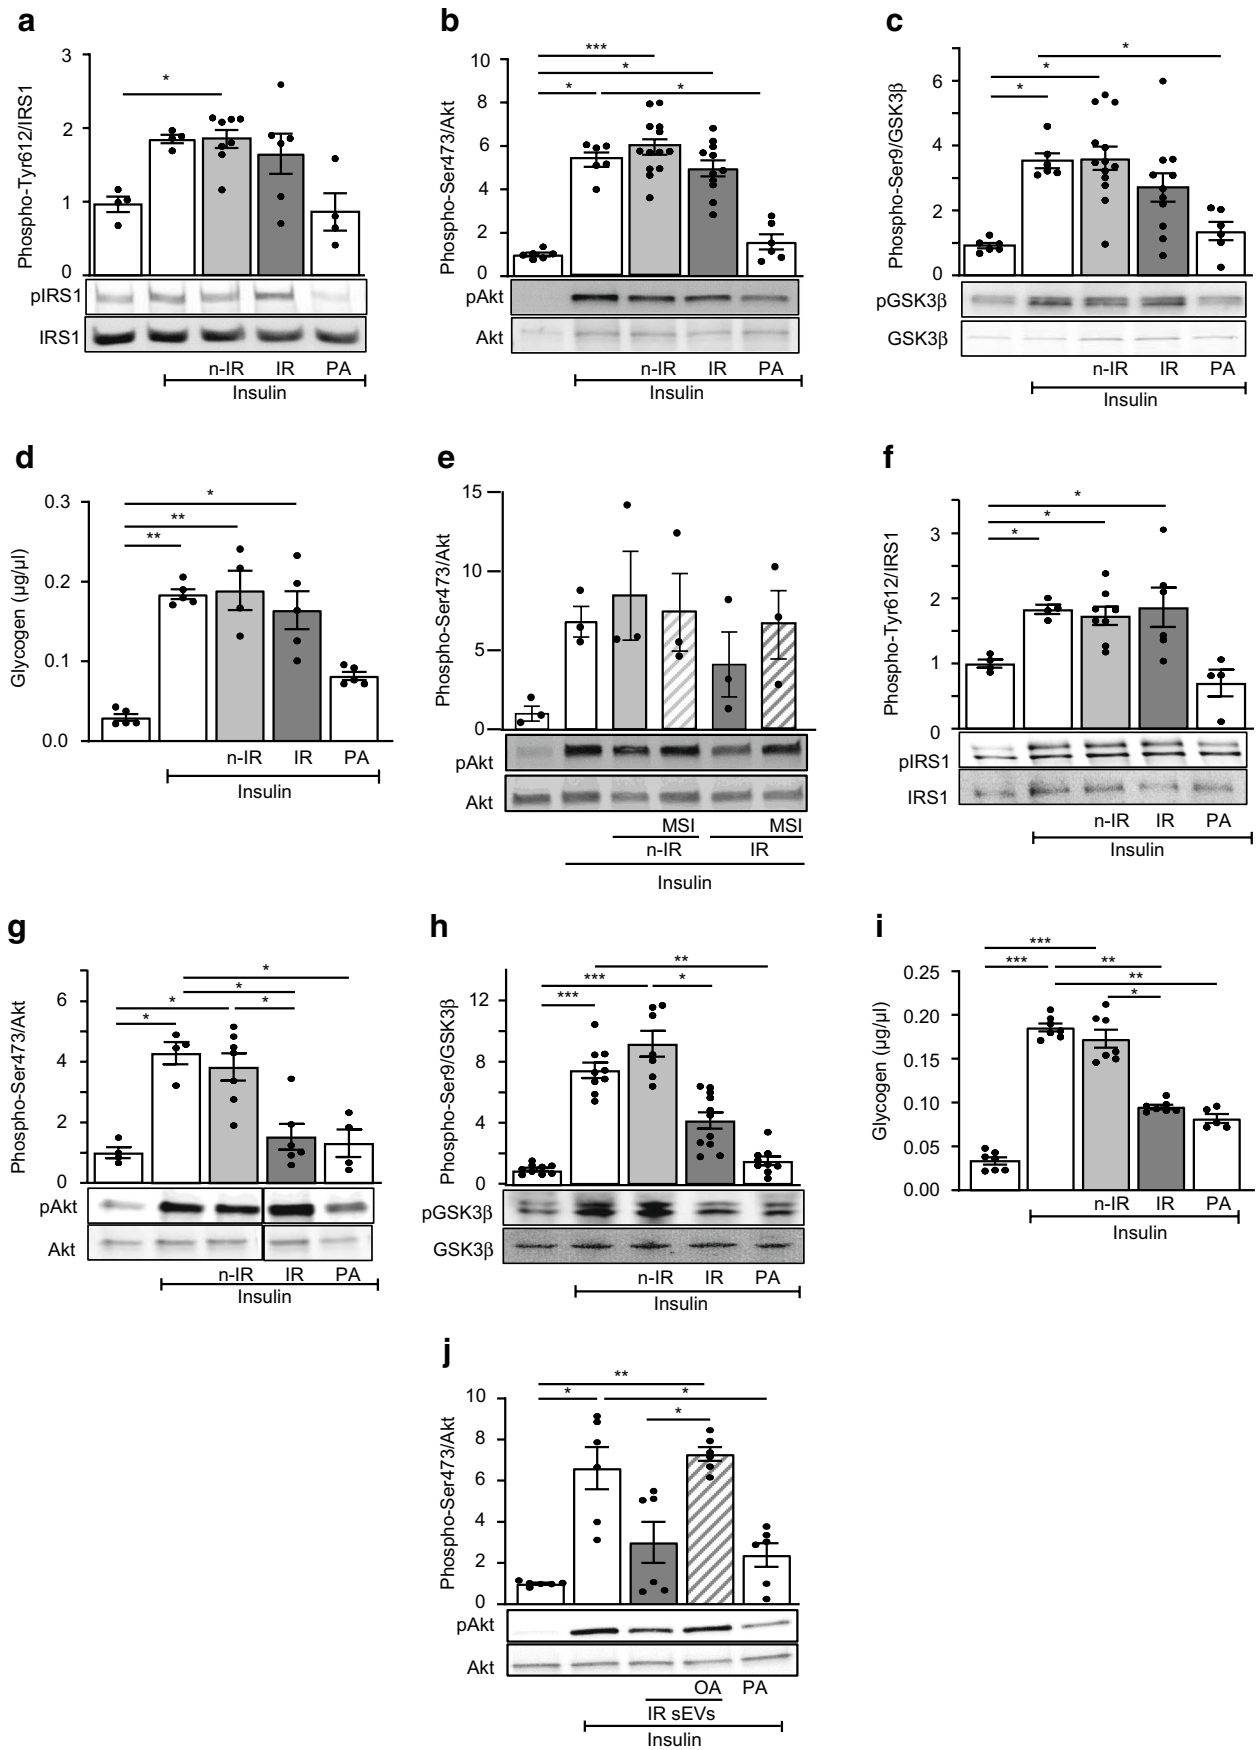 a
Phospho-Tyr612/IRS1
3
2
1
0
*
pIRS1
IRS1
n-IR IR PA
Insulin
b
Phospho-Ser473/Akt
10
8
6
4
2
0
***
*
* *
pAkt
Akt
n-IR IR PA
Insulin
c
Phospho-Ser9/GSK3β
6
4
2
0
*
*
*
pGSK3β
GSK3β
n-IR IR PA
Insulin
d
Glycogen (μg/μl)
0.3
0.2
0.1
0.0
*
**
**
n-IR IR PA
Insulin
e
Phospho-Ser473/Akt
15
10
5
0
pAkt
Akt
MSI MSI
n-IR IR
Insulin
f
Phospho-Tyr612/IRS1
3
2
1
0
*
*
*
pIRS1
IRS1
n-IR IR PA
Insulin
g
Phospho-Ser473/Akt
6
4
2
0
*
*
* *
*
pAkt
Akt
n-IR IR PA
Insulin
h
Phospho-Ser9/GSK3β
12
8
4
0
**
*** *
***
pGSK3β
GSK3β
n-IR IR PA
Insulin
i
Glycogen (μg/μl)
0.25
0.20
0.15
0.10
0.05
0.00
***
*** **
**
*
n-IR IR PA
Insulin
j
Phospho-Ser473/Akt
10
8
6
4
2
0
**
* *
*
pAkt
Akt
OA PA
IR sEVs
Insulin